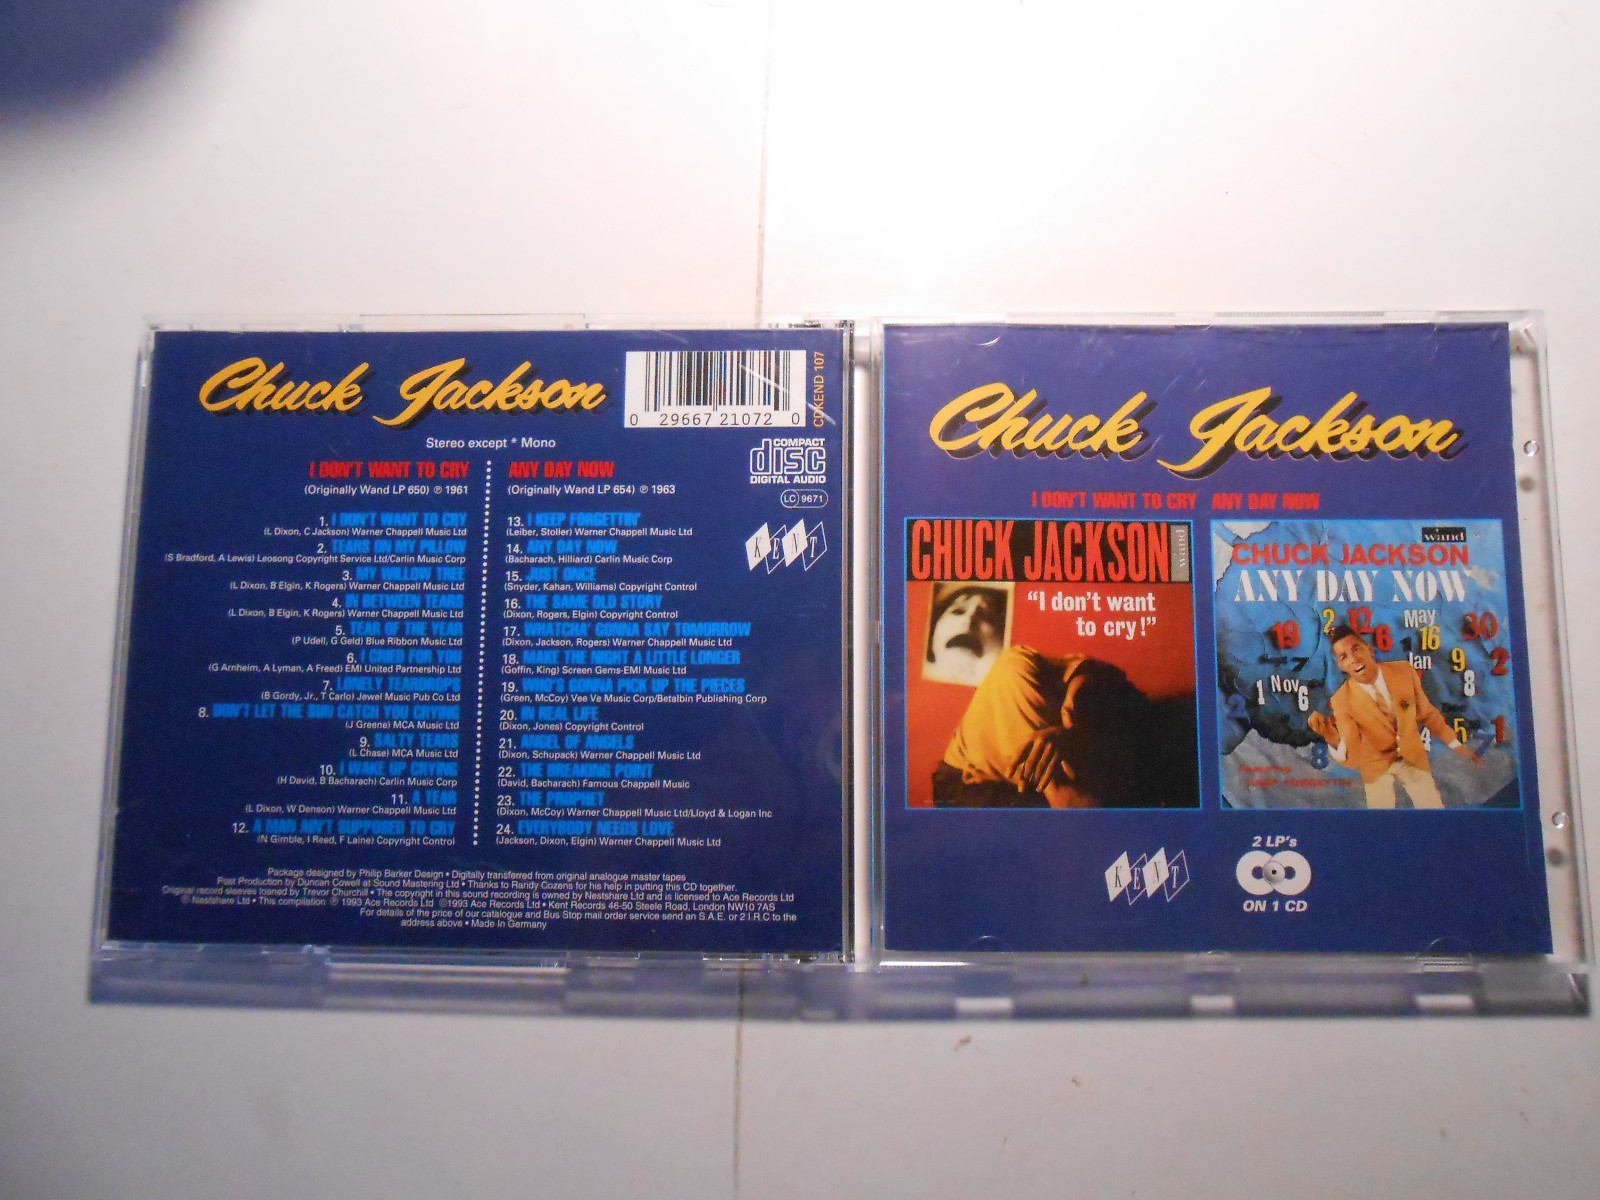 Chuck Jackson
0 29667 21072 0
CDKEND 107
Stereo except * Mono
COMPACT
disc
DIGITAL AUDIO
LC 9671
KENT
I DON'T WANT TO CRY
(Originally Wand LP 650) ℗ 1961
1. I DON'T WANT TO CRY
(L Dixon, C Jackson) Warner Chappell Music Ltd
2. TEARS ON MY PILLOW
(S Bradford, A Lewis) Leosong Copyright Service Ltd/Carlin Music Corp
3. MY WILLOW TREE
(L Dixon, B Elgin, K Rogers) Warner Chappell Music Ltd
4. IN BETWEEN TEARS
(L Dixon, B Elgin, K Rogers) Warner Chappell Music Ltd
5. TEAR OF THE YEAR
(P Udell, G Geld) Blue Ribbon Music Ltd
6. I CRIED FOR YOU
(G Arnheim, A Lyman, A Freed) EMI United Partnership Ltd
7. LONELY TEARDROPS
(B Gordy, Jr., T Carlo) Jewel Music Pub Co Ltd
8. DON'T LET THE SUN CATCH YOU CRYING
(J Greene) MCA Music Ltd
9. SALTY TEARS
(L Chase) MCA Music Ltd
10. I WAKE UP CRYING
(H David, B Bacharach) Carlin Music Corp
11. A TEAR
(L Dixon, W Denson) Warner Chappell Music Ltd
12. A MAN AIN'T SUPPOSED TO CRY
(N Gimble, I Reed, F Laine) Copyright Control
ANY DAY NOW
(Originally Wand LP 654) ℗ 1963
13. I KEEP FORGETTIN'
(Leiber, Stoller) Warner Chappell Music Ltd
14. ANY DAY NOW
(Bacharach, Hilliard) Carlin Music Corp
15. JUST ONCE
(Snyder, Kahan, Williams) Copyright Control
16. THE SAME OLD STORY
(Dixon, Rogers, Elgin) Copyright Control
17. WHATCHA' GONNA SAY TOMORROW
(Dixon, Jackson, Rogers) Warner Chappell Music Ltd
18. MAKE THE NIGHT A LITTLE LONGER
(Goffin, King) Screen Gems-EMI Music Ltd
19. WHO'S GONNA PICK UP THE PIECES
(Green, McCoy) Vee Ve Music Corp/Betalbin Publishing Corp
20. IN REAL LIFE
(Dixon, Jones) Copyright Control
21. ANGEL OF ANGELS
(Dixon, Schupack) Warner Chappell Music Ltd
22. THE BREAKING POINT
(David, Bacharach) Famous Chappell Music
23. THE PROPHET
(Dixon, McCoy) Warner Chappell Music Ltd/Lloyd & Logan Inc
24. EVERYBODY NEEDS LOVE
(Jackson, Dixon, Elgin) Warner Chappell Music Ltd
Package designed by Philip Barker Design • Digitally transferred from original analogue master tapes
Post Production by Duncan Cowell at Sound Mastering Ltd • Thanks to Randy Cozens for his help in putting this CD together.
Original record sleeves loaned by Trevor Churchill • The copyright in this sound recording is owned by Nestshare Ltd and is licensed to Ace Records Ltd
℗ Nestshare Ltd • This compilation ℗ 1993 Ace Records Ltd ©1993 Ace Records Ltd • Kent Records 46-50 Steele Road, London NW10 7AS
For details of the price of our catalogue and Bus Stop mail order service send an S.A.E. or 2 I.R.C to the
address above • Made In Germany
Chuck Jackson
I DON'T WANT TO CRY ANY DAY NOW
CHUCK JACKSON
wand
"I don't want
to cry!"
wand
CHUCK JACKSON
ANY DAY NOW
19 2 12 6 May 16 30
7 Jan 9 2
1 Nov 6 8
2 5 1
8 4 7
KENT
2 LP's
ON 1 CD